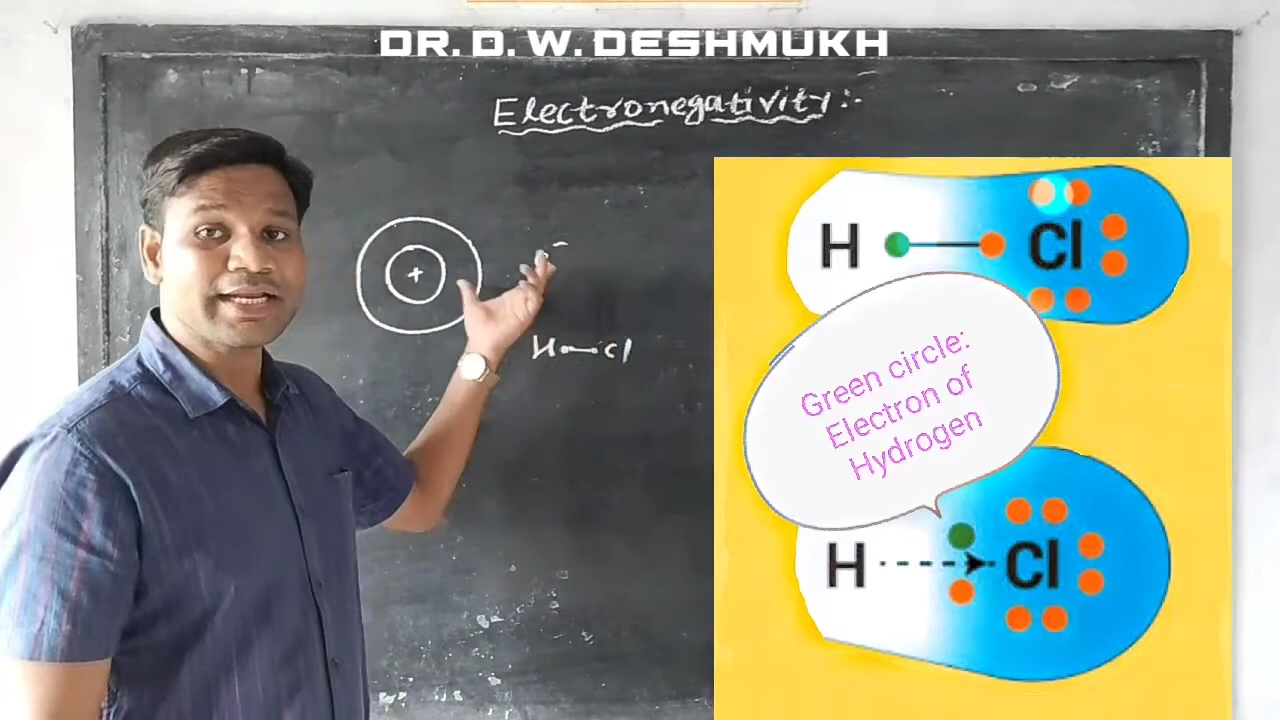 DR. D. W. DESHMUKH
Electronegativity:-
+
-
H-Cl
H Cl
Green circle:
Electron of
Hydrogen
H Cl